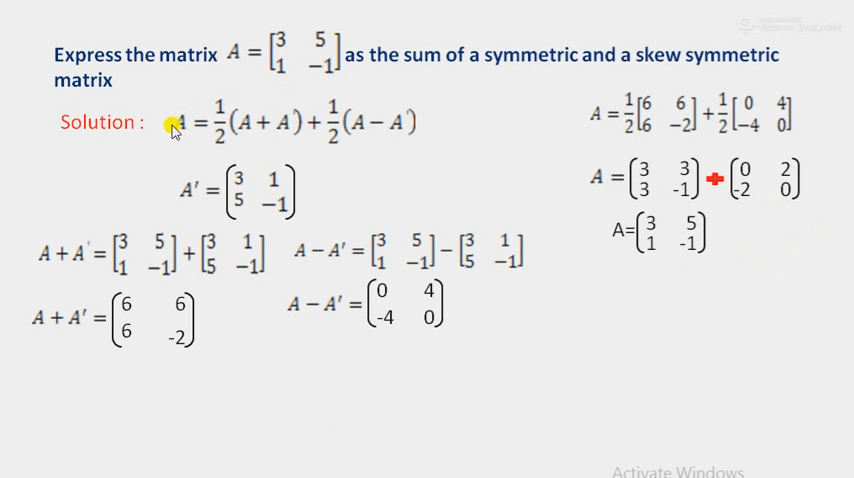 Express the matrix A = [3 5
1 −1] as the sum of a symmetric and a skew symmetric
matrix
Solution : A = 1/2 (A + A') + 1/2 (A − A')
A' = (3 1
5 −1)
A + A' = [3 5
1 −1] + [3 1
5 −1]
A − A' = [3 5
1 −1] − [3 1
5 −1]
A + A' = (6 6
6 -2)
A − A' = (0 4
-4 0)
A = 1/2 [6 6
6 −2] + 1/2 [0 4
−4 0]
A = (3 3
3 -1) + (0 2
-2 0)
A= (3 5
1 -1)
Activate Windows